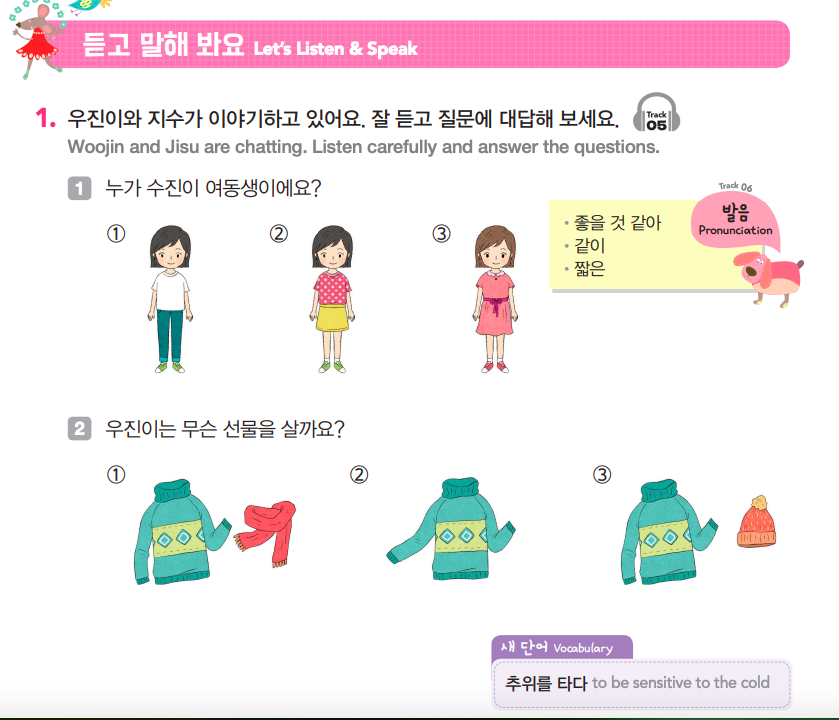 듣고 말해 봐요 Let's Listen & Speak
1. 우진이와 지수가 이야기하고 있어요. 잘 듣고 질문에 대답해 보세요. Track 05
Woojin and Jisu are chatting. Listen carefully and answer the questions.
1 누가 수진이 여동생이에요?
① ② ③
Track 06
발음
Pronunciation
• 좋을 것 같아
• 같이
• 짧은
2 우진이는 무슨 선물을 살까요?
① ② ③
새 단어 Vocabulary
추위를 타다 to be sensitive to the cold